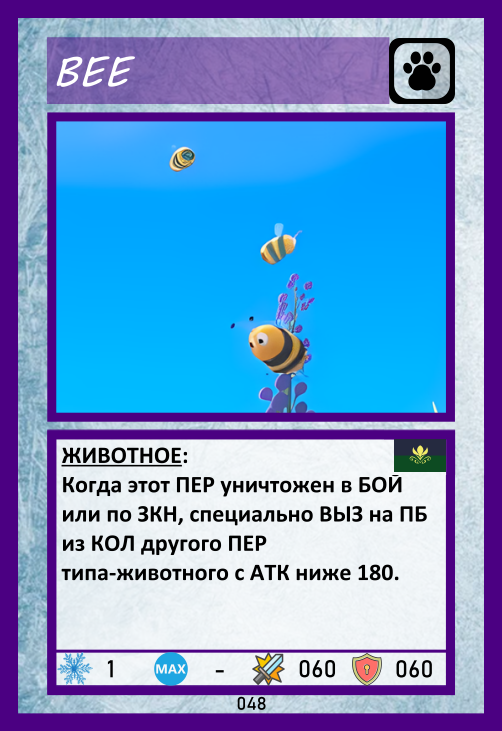 BEE
ЖИВОТНОЕ:
Когда этот ПЕР уничтожен в БОЙ
или по ЗКН, специально ВЫЗ на ПБ
из КОЛ другого ПЕР
типа-животного с АТК ниже 180.
1 MAX - 060 060
048